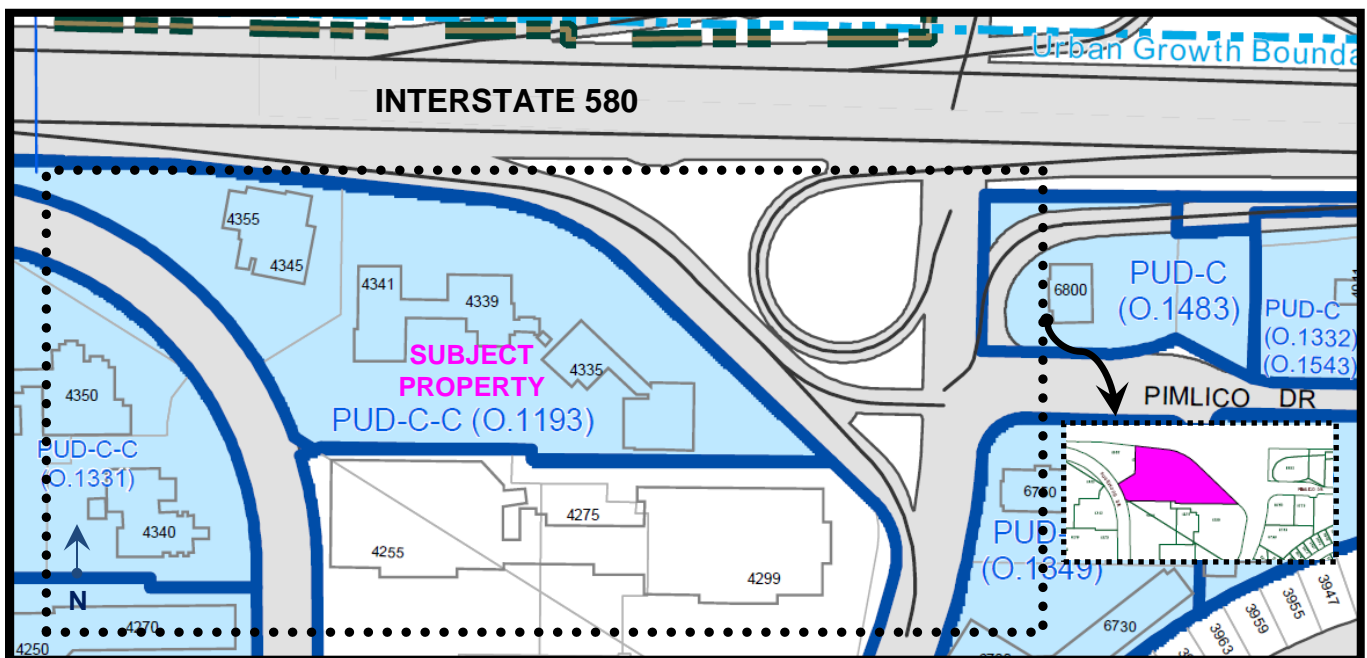 Urban Growth Bounda
INTERSTATE 580
4355
4345
4341
4339
6800
PUD-C
(O.1483)
PUD-C
(O.1332)
(O.1543)
SUBJECT
PROPERTY
4335
4350
PUD-C-C (O.1193)
PIMLICO DR
PUD-C-C
(O.1331)
4275
4340
4255
4299
PUD-
(O.1349)
N
4270
4250
6730
3963
3959
3955
3947